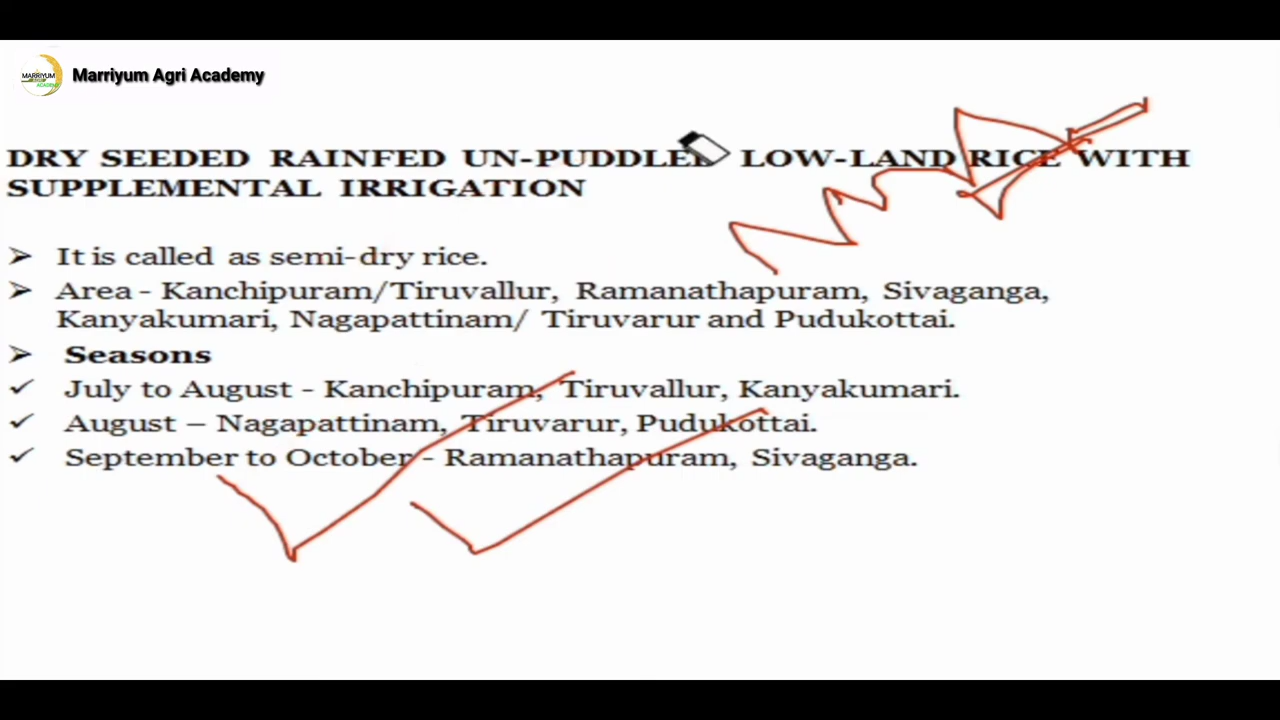 MARRIYUM
ACADEMY
Marriyum Agri Academy
DRY SEEDED RAINFED UN-PUDDLED LOW-LAND RICE WITH
SUPPLEMENTAL IRRIGATION
It is called as semi-dry rice.
Area - Kanchipuram/Tiruvallur, Ramanathapuram, Sivaganga,
Kanyakumari, Nagapattinam/ Tiruvarur and Pudukottai.
Seasons
July to August - Kanchipuram, Tiruvallur, Kanyakumari.
August – Nagapattinam, Tiruvarur, Pudukottai.
September to October - Ramanathapuram, Sivaganga.